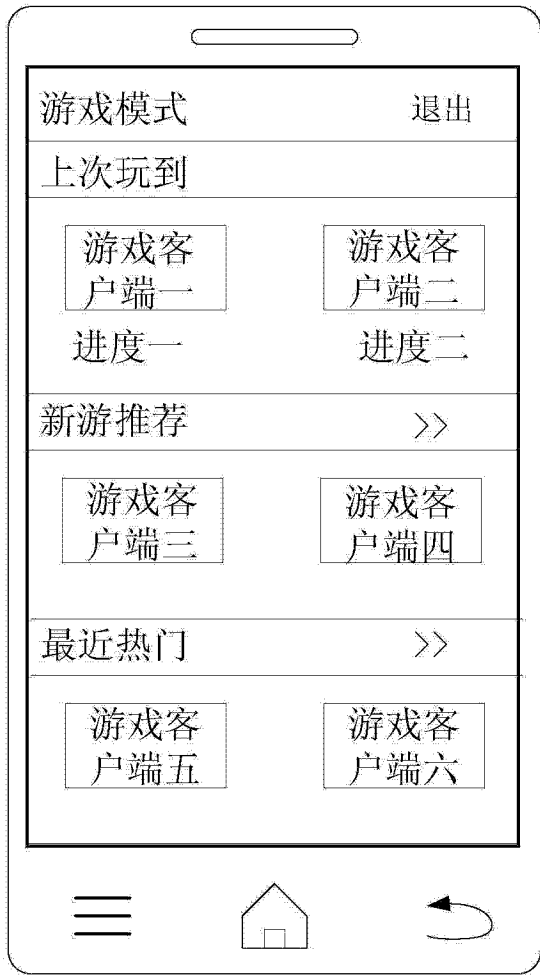 游戏模式 退出
上次玩到
游戏客 游戏客
户端一 户端二
进度一 进度二
新游推荐 >>
游戏客 游戏客
户端三 户端四
最近热门 >>
游戏客 游戏客
户端五 户端六